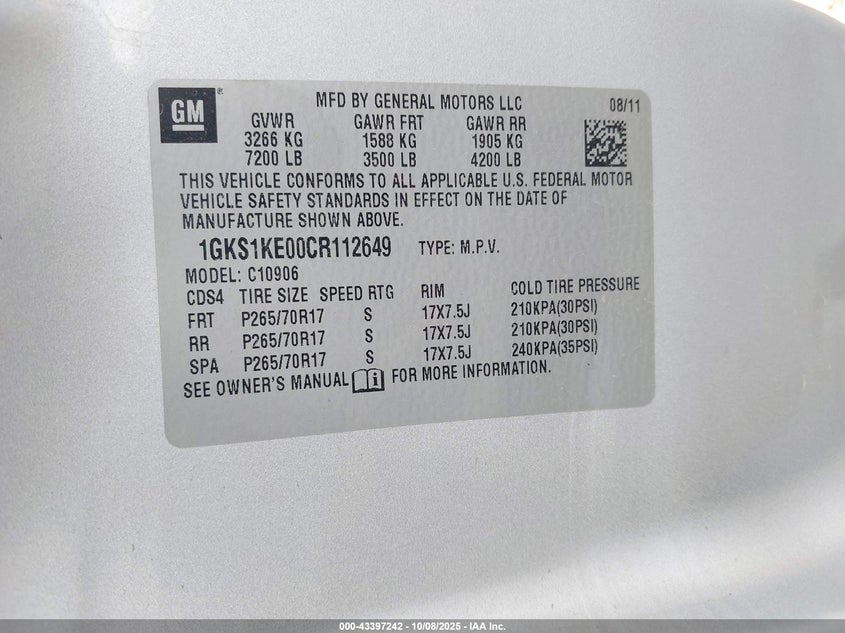 GM ®
MFD BY GENERAL MOTORS LLC 08/11
GVWR GAWR FRT GAWR RR
3266 KG 1588 KG 1905 KG
7200 LB 3500 LB 4200 LB
THIS VEHICLE CONFORMS TO ALL APPLICABLE U.S. FEDERAL MOTOR
VEHICLE SAFETY STANDARDS IN EFFECT ON THE DATE OF
MANUFACTURE SHOWN ABOVE.
1GKS1KE00CR112649 TYPE: M.P.V.
MODEL: C10906
CDS4 TIRE SIZE SPEED RTG RIM COLD TIRE PRESSURE
FRT P265/70R17 S 17X7.5J 210KPA(30PSI)
RR P265/70R17 S 17X7.5J 210KPA(30PSI)
SPA P265/70R17 S 17X7.5J 240KPA(35PSI)
SEE OWNER'S MANUAL i FOR MORE INFORMATION.
000-43397242 - 10/08/2025 - IAA Inc.